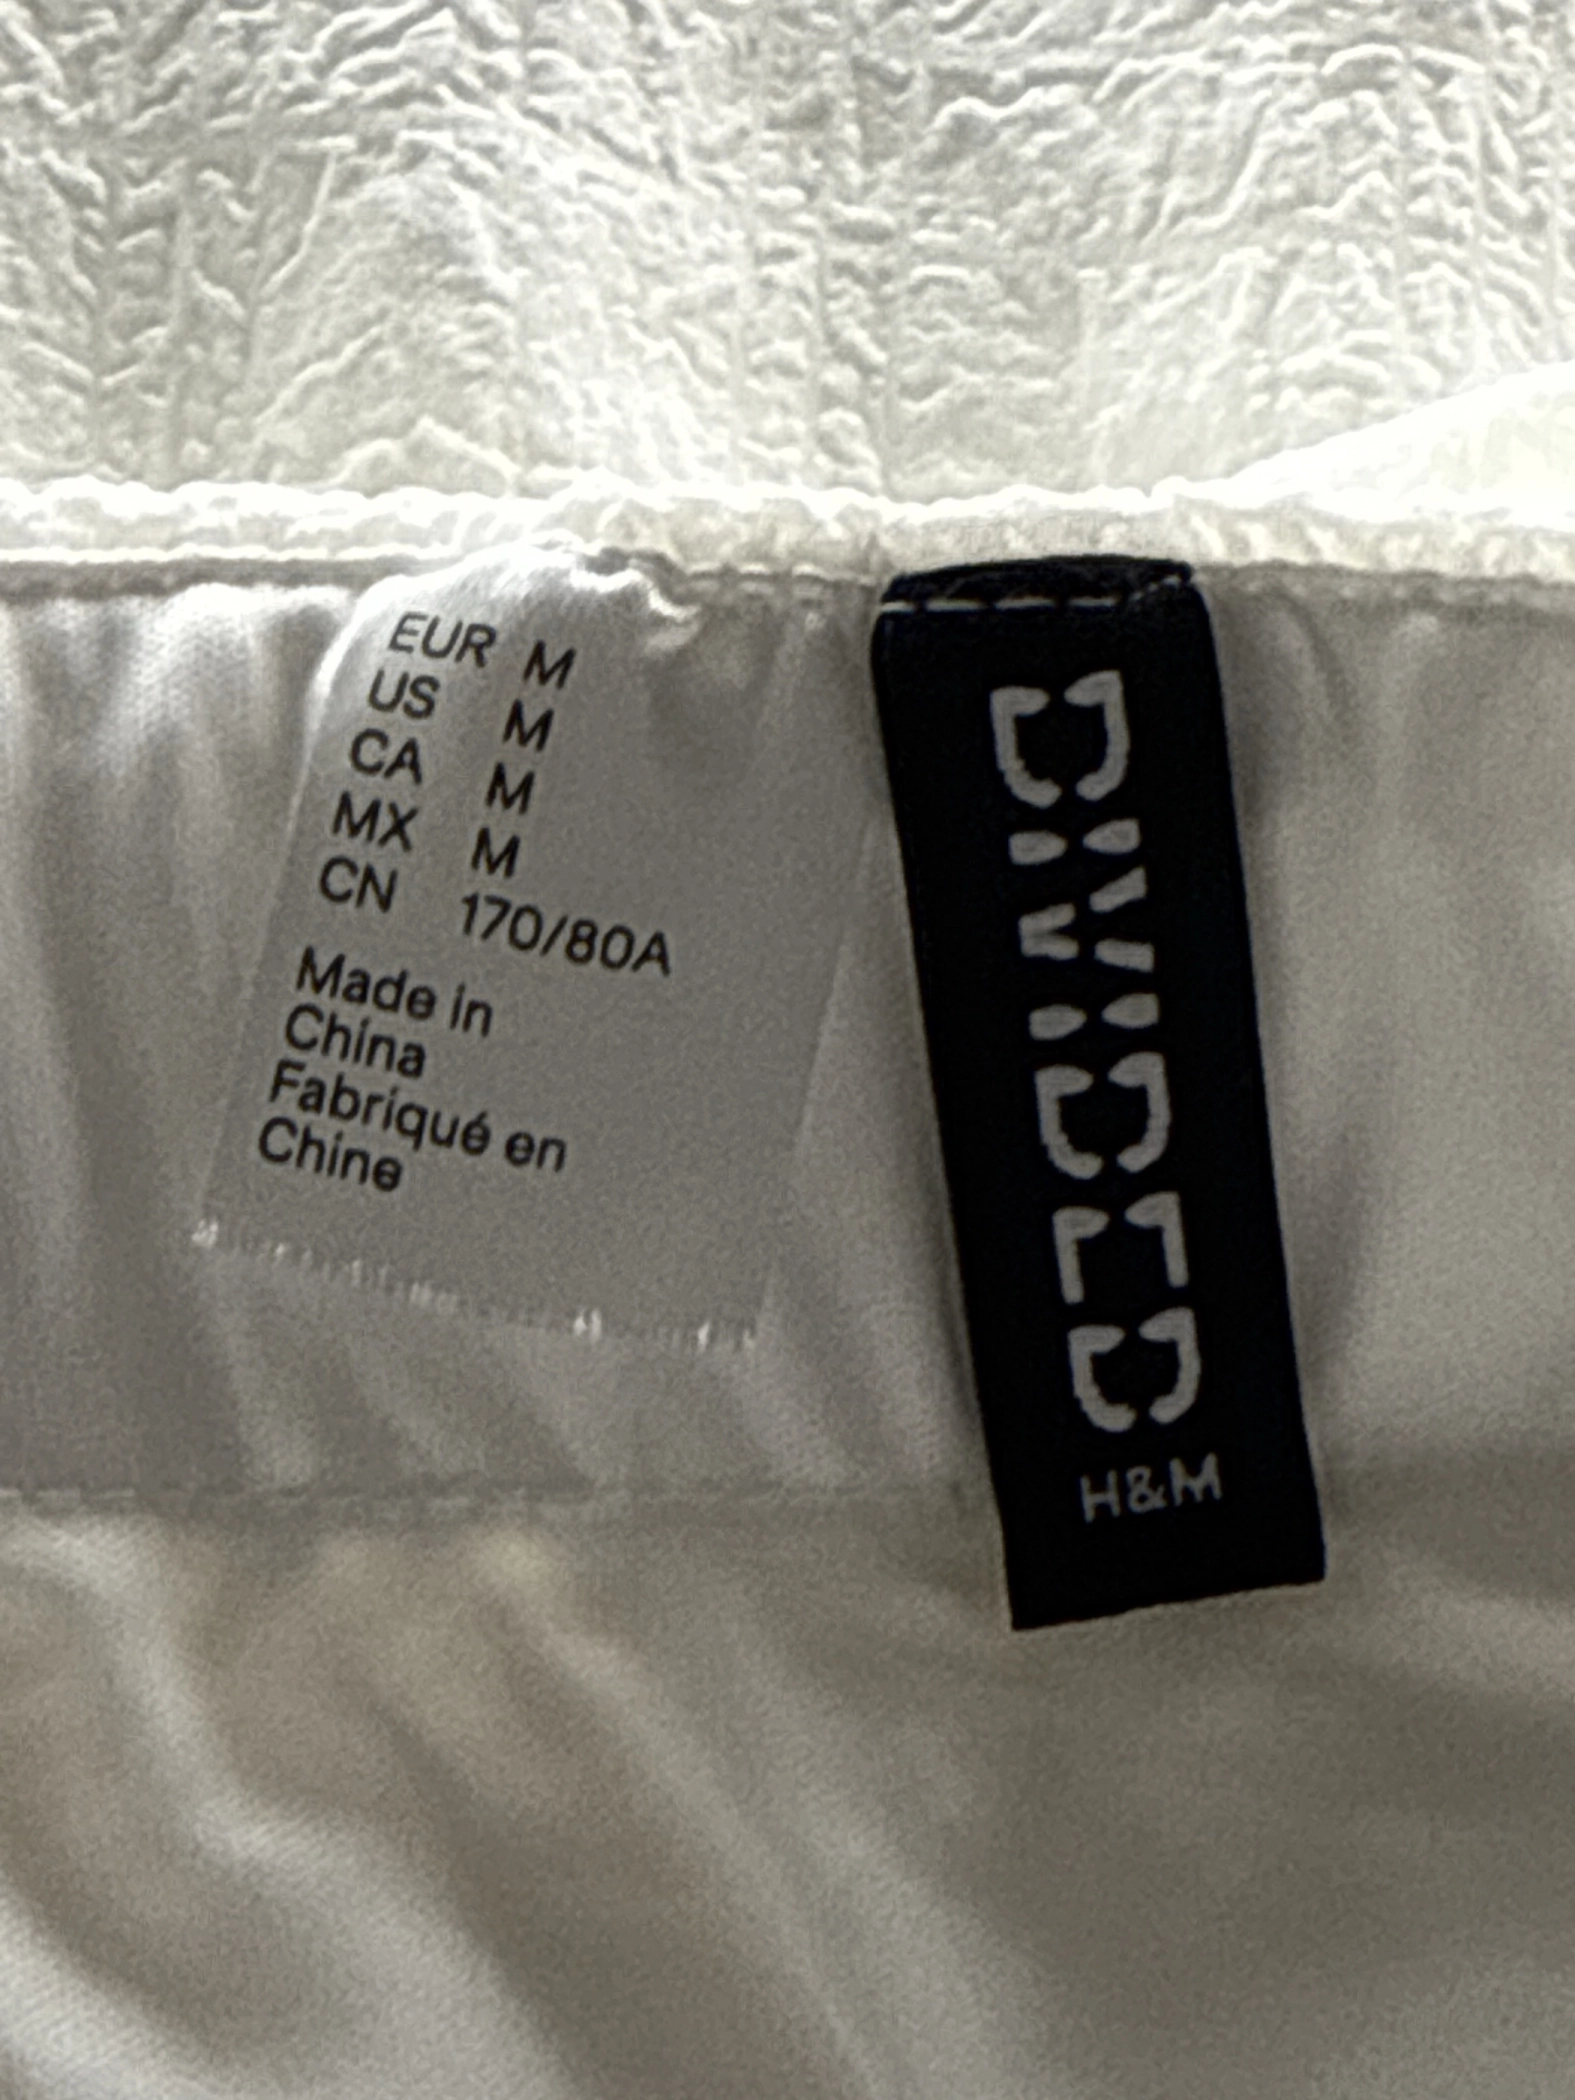 EUR M
US M
CA M
MX M
CN 170/80A
Made in
China
Fabriqué en
Chine
DIVIDED
H&M